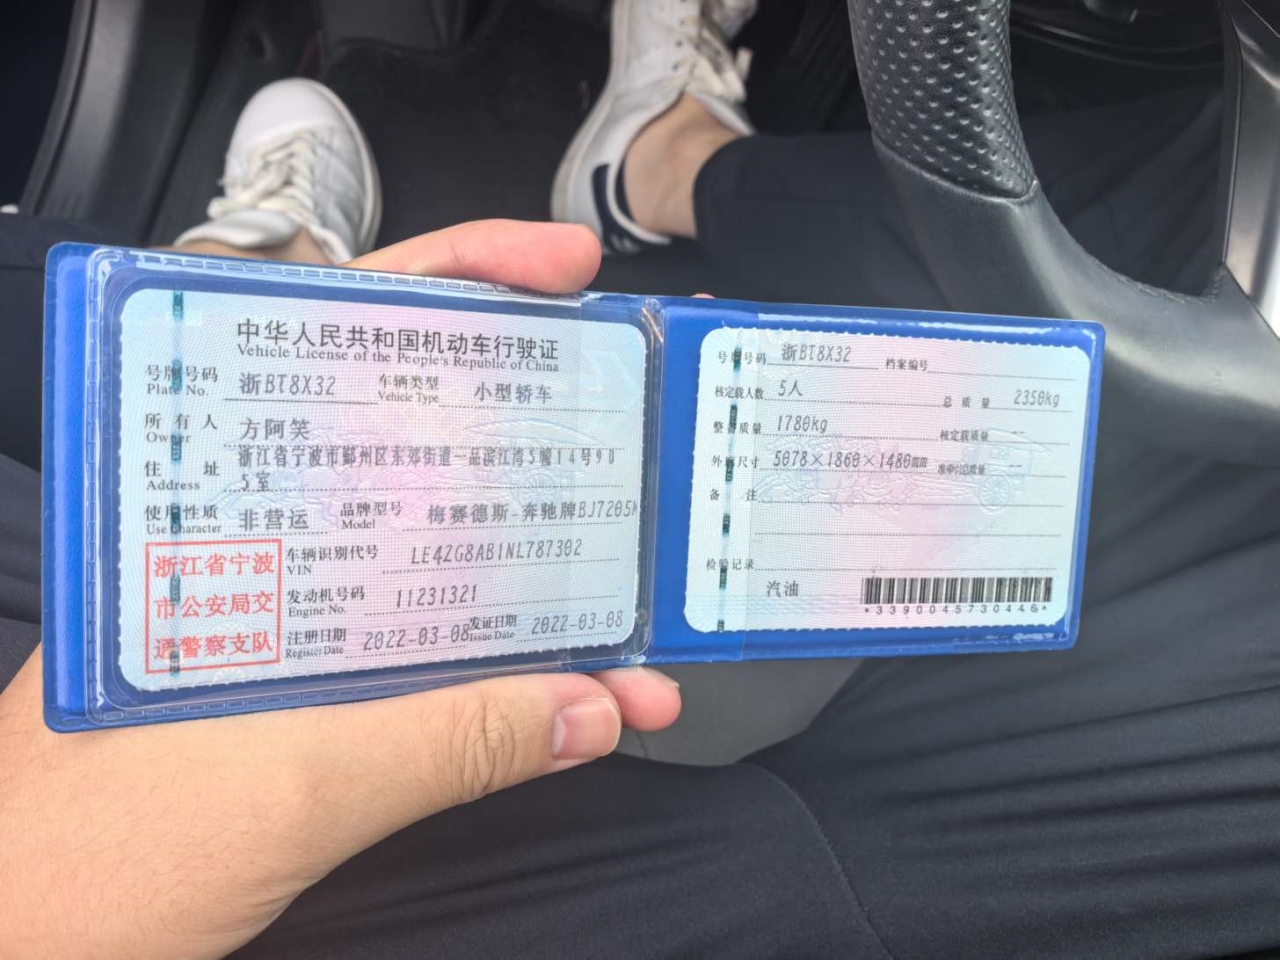 中华人民共和国机动车行驶证
Vehicle License of the People's Republic of China
号牌号码 浙BT8X32 车辆类型 小型轿车
Plate No. Vehicle Type
所有人 方阿笑
Owner
住址 浙江省宁波市鄞州区东郊街道一品滨江湾5幢14号90
Address 5室
使用性质 非营运 品牌型号 梅赛德斯-奔驰牌BJ7205
Use Character Model
浙江省宁波
市公安局交
通警察支队
车辆识别代号 LE4ZG8AB1NL787302
VIN
发动机号码 11231321
Engine No.
注册日期 2022-03-08 发证日期 2022-03-08
Register Date Issue Date
号牌号码 浙BT8X32 档案编号
核定载人数 5人 总质量 2350kg
整备质量 1780kg 核定载质量 --
外廓尺寸 5078×1860×1480mm 准牵引总质量 --
备注
检验记录
汽油
*3390045730446*